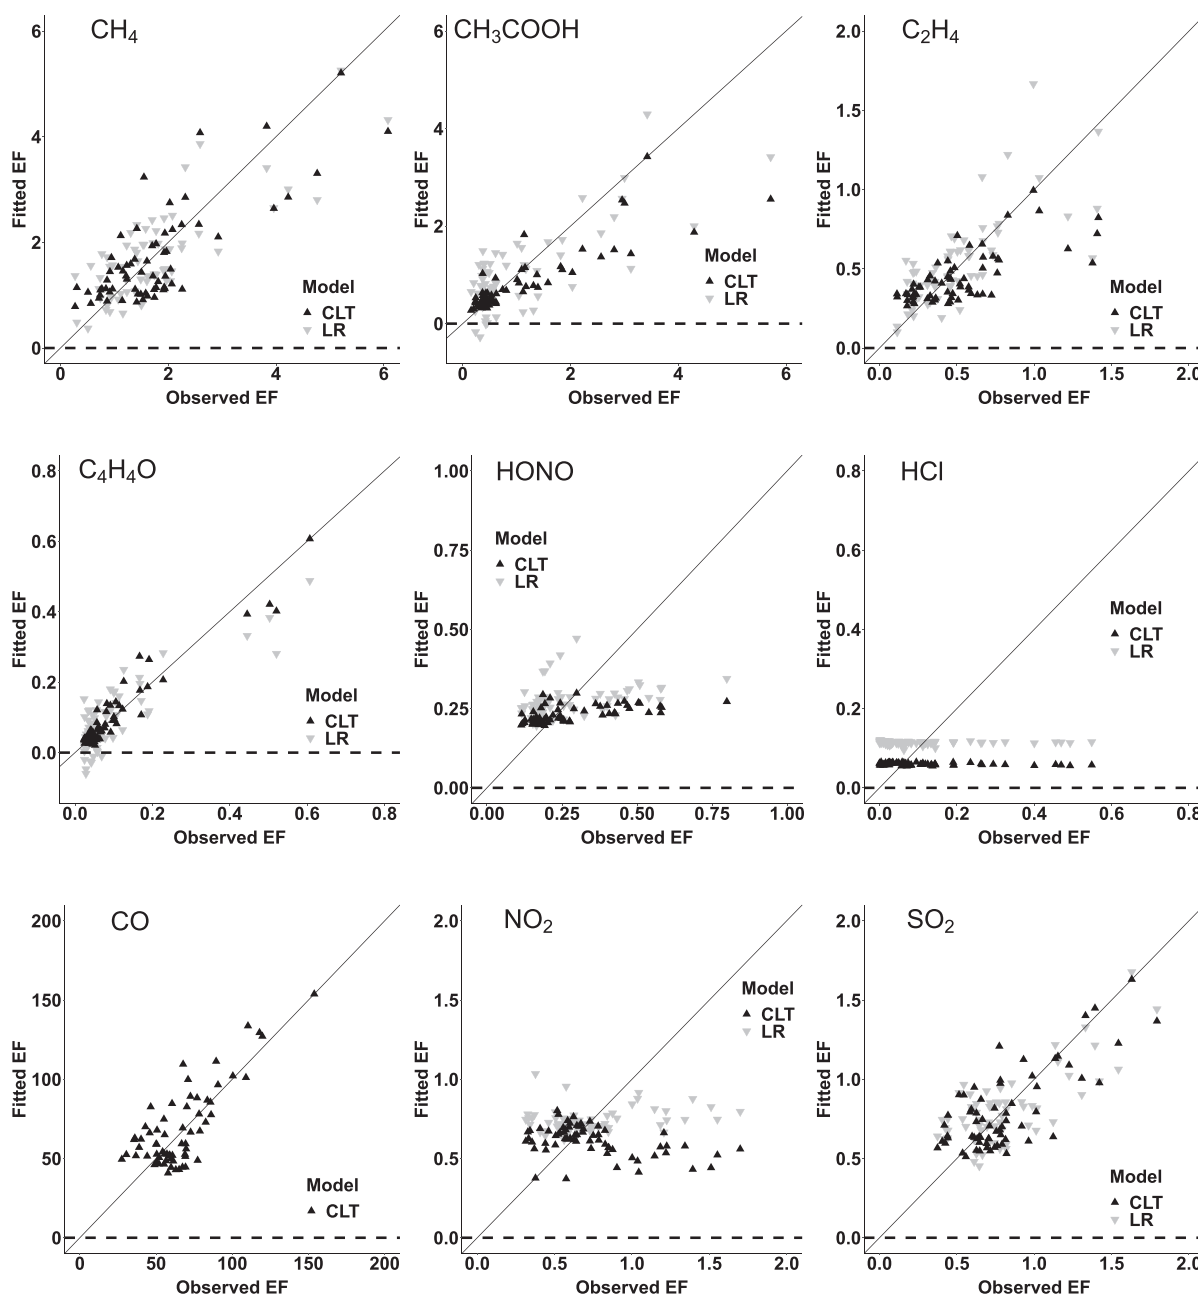 CH4
6
4
2
0
Fitted EF
Model
CLT
LR
0 2 4 6
Observed EF
CH3COOH
6
4
2
0
Fitted EF
Model
CLT
LR
0 2 4 6
Observed EF
C2H4
2.0
1.5
1.0
0.5
0.0
Fitted EF
Model
CLT
LR
0.0 0.5 1.0 1.5 2.0
Observed EF
C4H4O
0.8
0.6
0.4
0.2
0.0
Fitted EF
Model
CLT
LR
0.0 0.2 0.4 0.6 0.8
Observed EF
HONO
1.00
0.75
0.50
0.25
0.00
Fitted EF
Model
CLT
LR
0.00 0.25 0.50 0.75 1.00
Observed EF
HCl
0.8
0.6
0.4
0.2
0.0
Fitted EF
Model
CLT
LR
0.0 0.2 0.4 0.6 0.8
Observed EF
CO
200
150
100
50
0
Fitted EF
Model
CLT
0 50 100 150 200
Observed EF
NO2
2.0
1.5
1.0
0.5
0.0
Fitted EF
Model
CLT
LR
0.0 0.5 1.0 1.5 2.0
Observed EF
SO2
2.0
1.5
1.0
0.5
0.0
Fitted EF
Model
CLT
LR
0.0 0.5 1.0 1.5 2.0
Observed EF